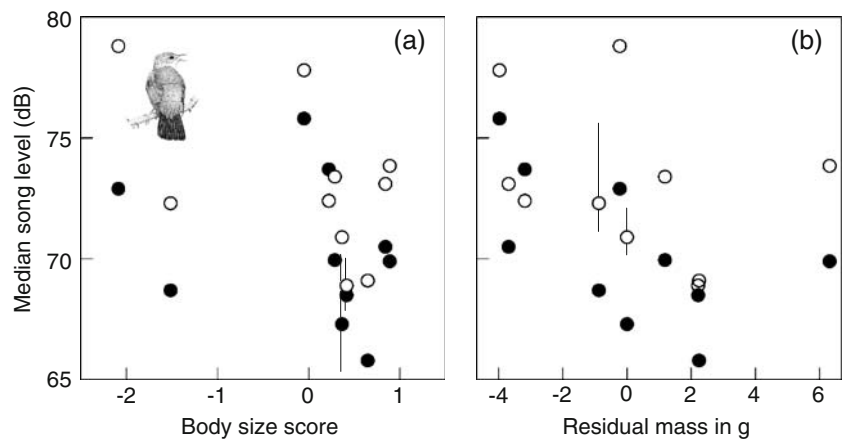 Median song level (dB)
80
75
70
65
(a)
-2 -1 0 1
Body size score
(b)
-4 -2 0 2 4 6
Residual mass in g